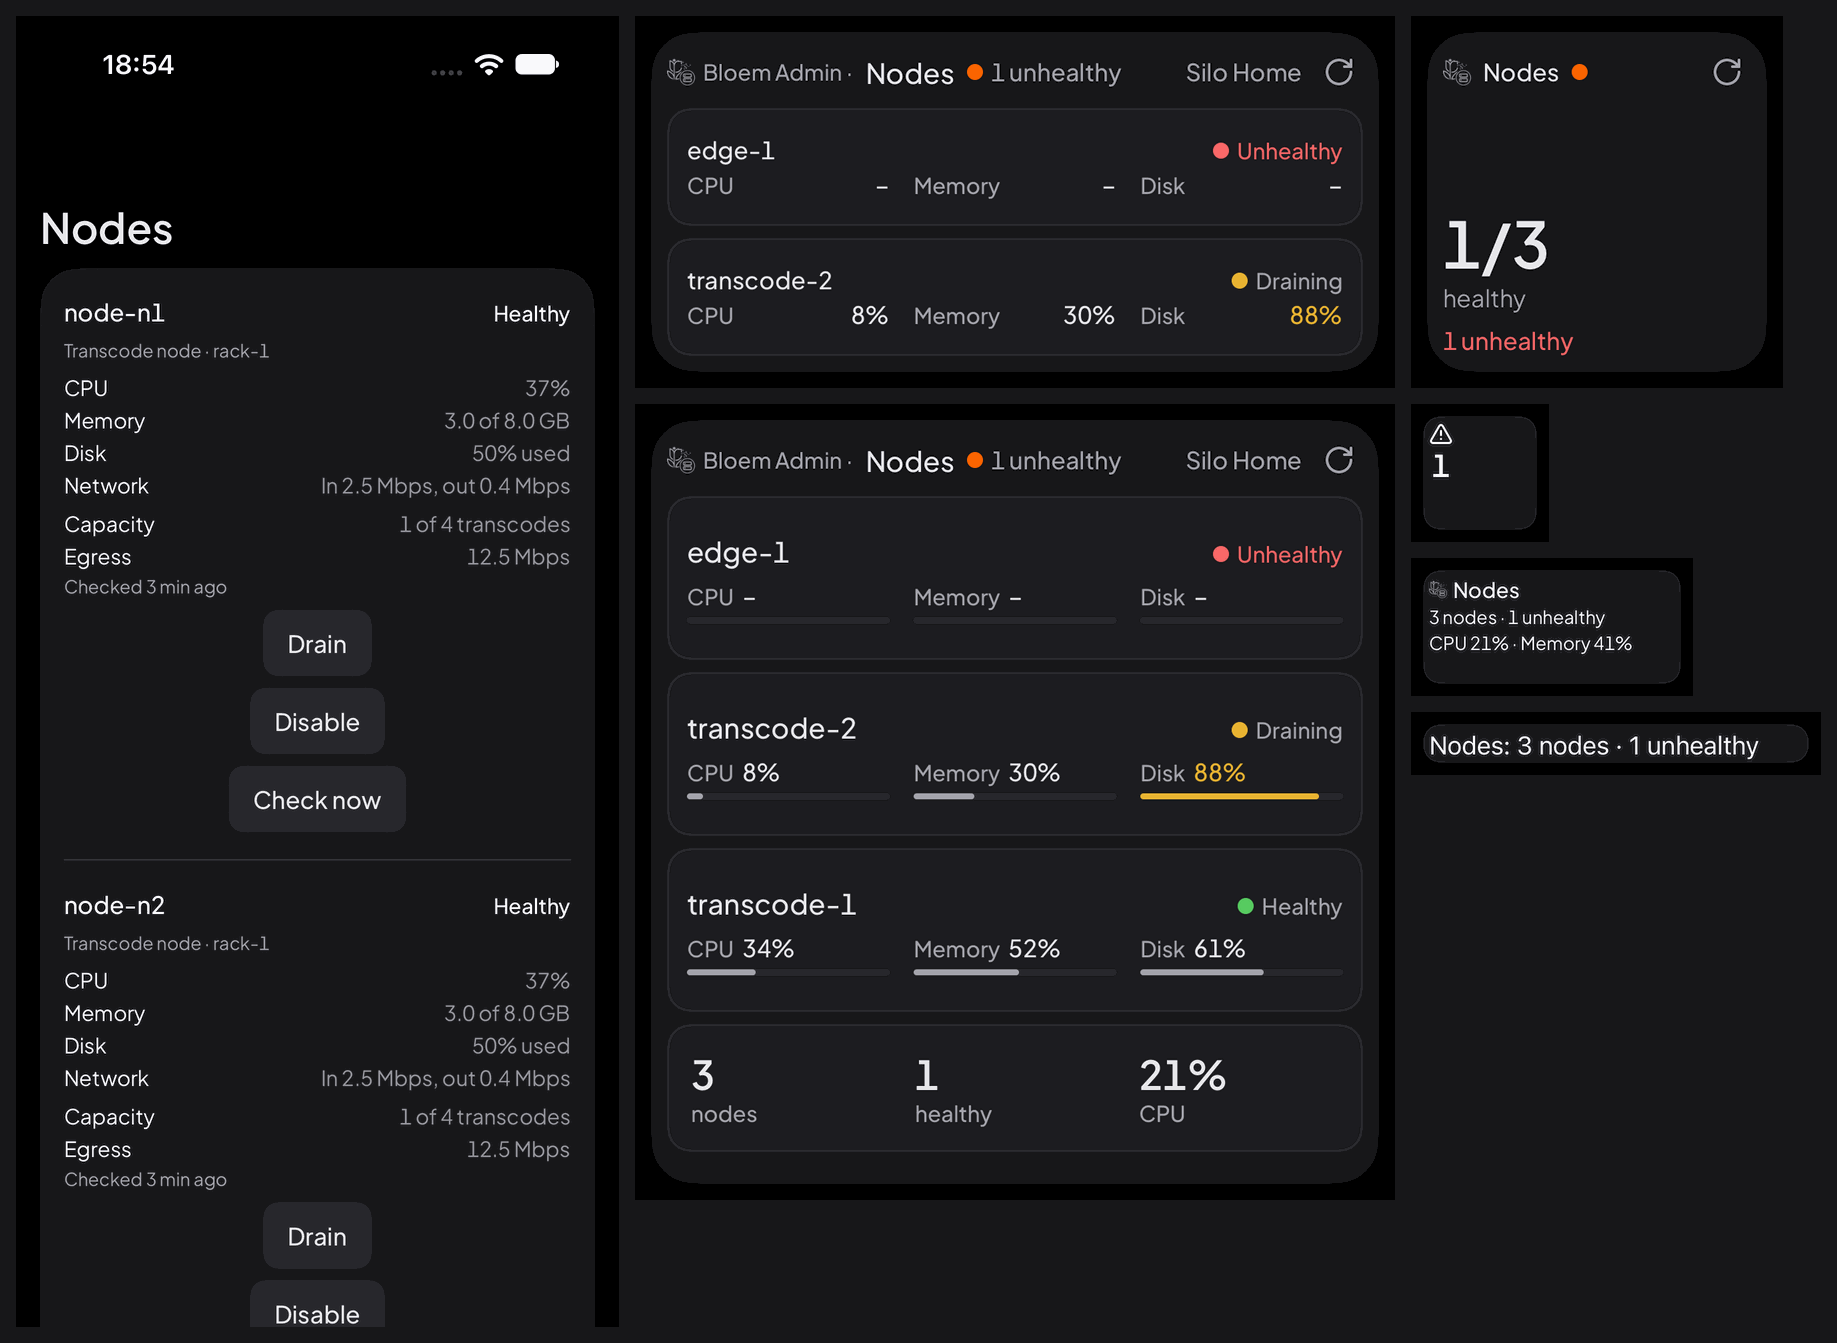 18:54
Nodes
node-n1 Healthy
Transcode node · rack-1
CPU 37%
Memory 3.0 of 8.0 GB
Disk 50% used
Network In 2.5 Mbps, out 0.4 Mbps
Capacity 1 of 4 transcodes
Egress 12.5 Mbps
Checked 3 min ago
Drain
Disable
Check now
node-n2 Healthy
Transcode node · rack-1
CPU 37%
Memory 3.0 of 8.0 GB
Disk 50% used
Network In 2.5 Mbps, out 0.4 Mbps
Capacity 1 of 4 transcodes
Egress 12.5 Mbps
Checked 3 min ago
Drain
Disable
Bloem Admin · Nodes 1 unhealthy Silo Home
edge-1 Unhealthy
CPU – Memory – Disk –
transcode-2 Draining
CPU 8% Memory 30% Disk 88%
Bloem Admin · Nodes 1 unhealthy Silo Home
edge-1 Unhealthy
CPU – Memory – Disk –
transcode-2 Draining
CPU 8% Memory 30% Disk 88%
transcode-1 Healthy
CPU 34% Memory 52% Disk 61%
3 1 21%
nodes healthy CPU
Nodes
1/3
healthy
1 unhealthy
1
Nodes
3 nodes · 1 unhealthy
CPU 21% · Memory 41%
Nodes: 3 nodes · 1 unhealthy